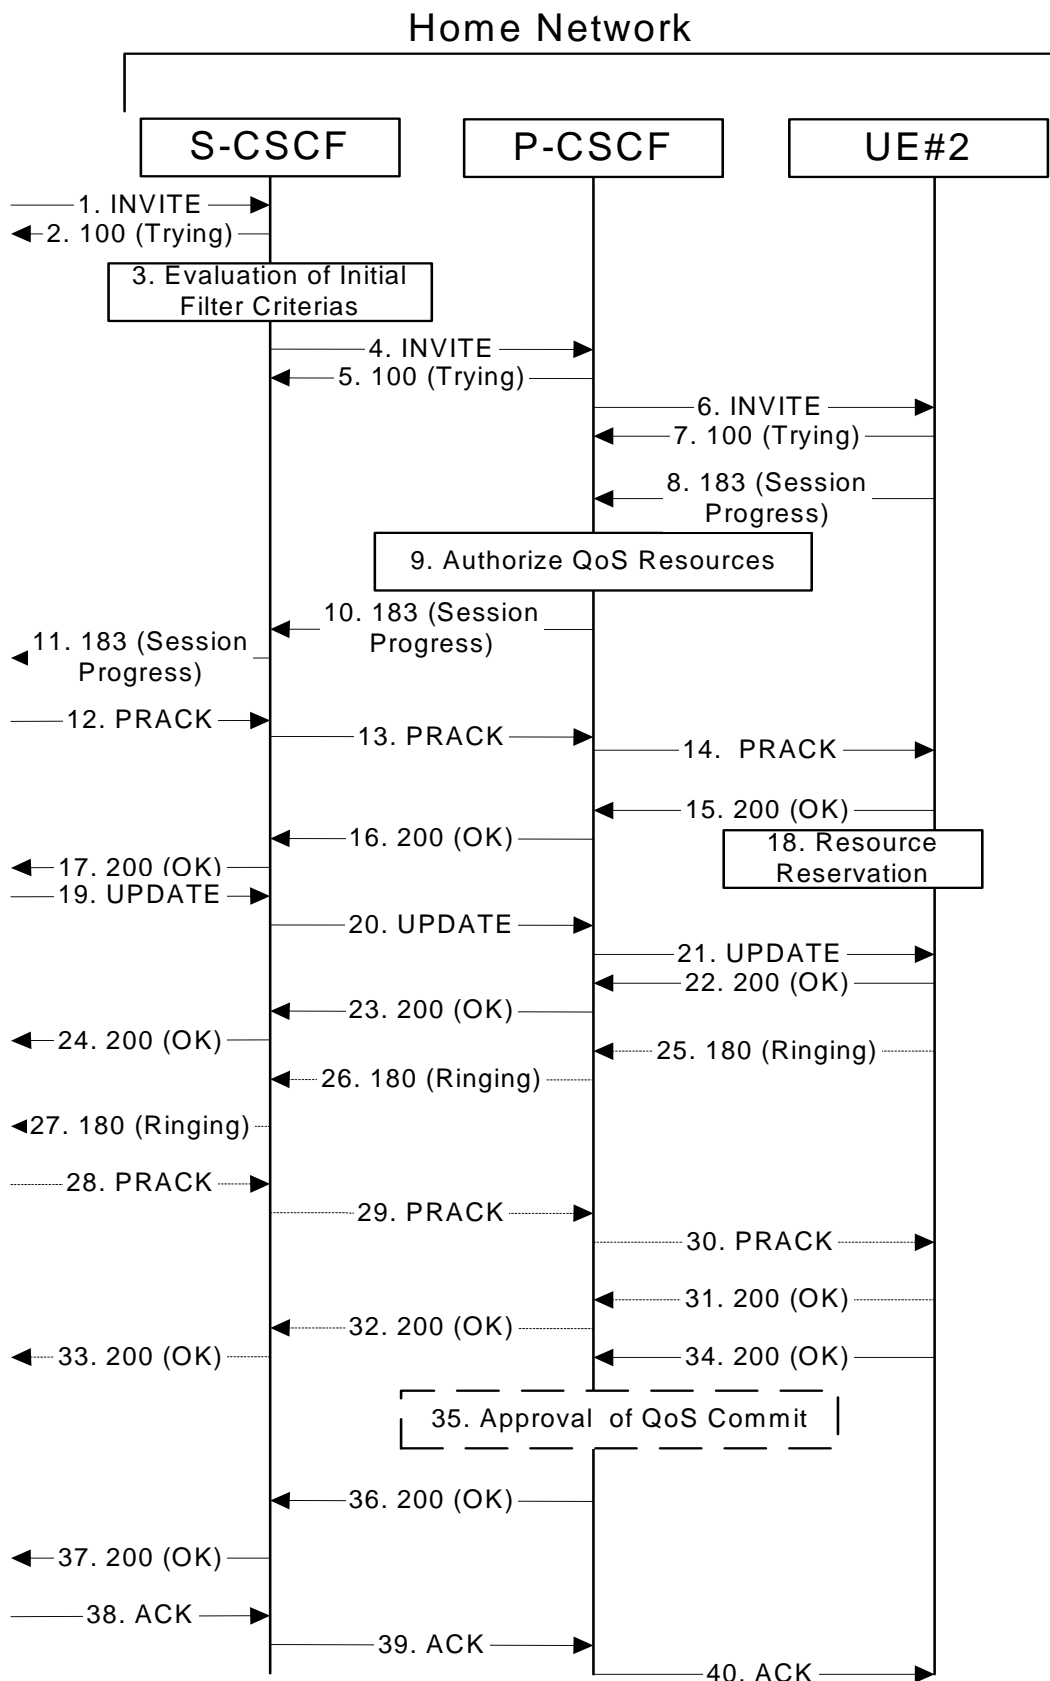 Home Network
S-CSCF
P-CSCF
UE#2
1. INVITE
2. 100 (Trying)
3. Evaluation of Initial
Filter Criterias
4. INVITE
5. 100 (Trying)
6. INVITE
7. 100 (Trying)
8. 183 (Session
Progress)
9. Authorize QoS Resources
10. 183 (Session
Progress)
11. 183 (Session
Progress)
12. PRACK
13. PRACK
14. PRACK
15. 200 (OK)
16. 200 (OK)
17. 200 (OK)
18. Resource
Reservation
19. UPDATE
20. UPDATE
21. UPDATE
22. 200 (OK)
23. 200 (OK)
24. 200 (OK)
25. 180 (Ringing)
26. 180 (Ringing)
27. 180 (Ringing)
28. PRACK
29. PRACK
30. PRACK
31. 200 (OK)
32. 200 (OK)
33. 200 (OK)
34. 200 (OK)
35. Approval of QoS Commit
36. 200 (OK)
37. 200 (OK)
38. ACK
39. ACK
40. ACK